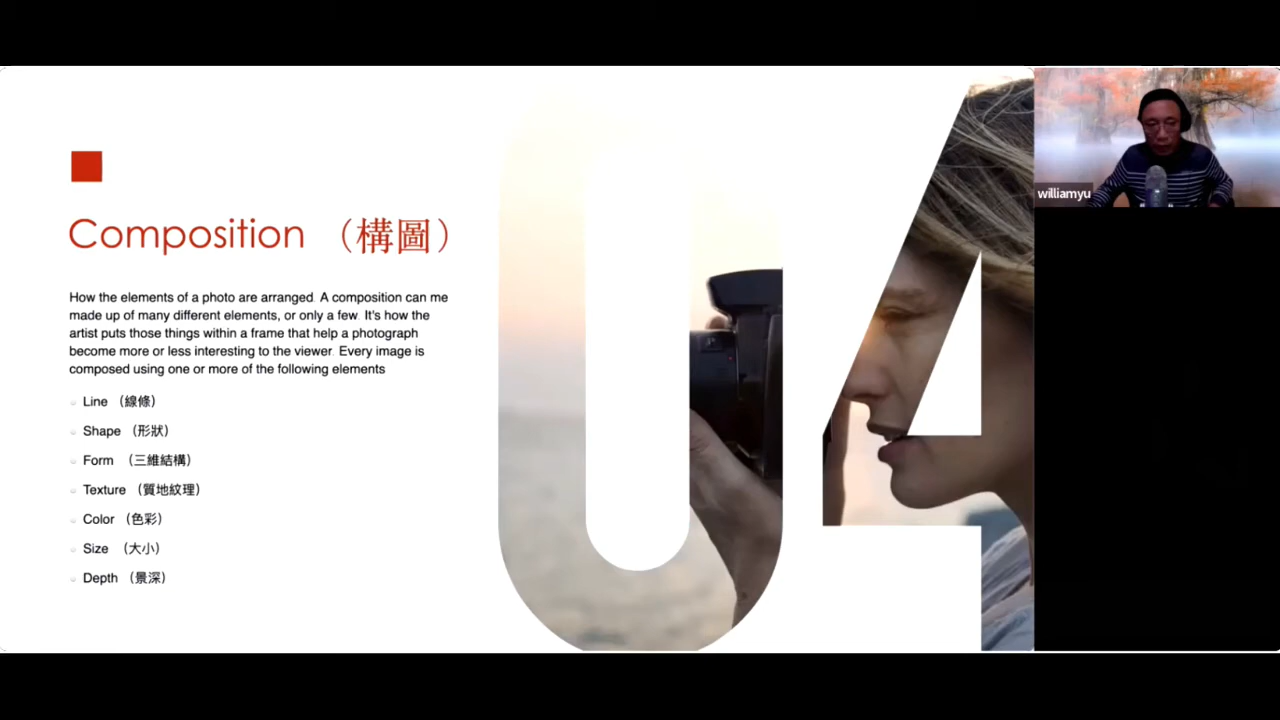 Composition （構圖）
How the elements of a photo are arranged. A composition can me
made up of many different elements, or only a few. It's how the
artist puts those things within a frame that help a photograph
become more or less interesting to the viewer. Every image is
composed using one or more of the following elements
Line （線條）
Shape （形狀）
Form （三維結構）
Texture （質地紋理）
Color （色彩）
Size （大小）
Depth （景深）
04
williamyu